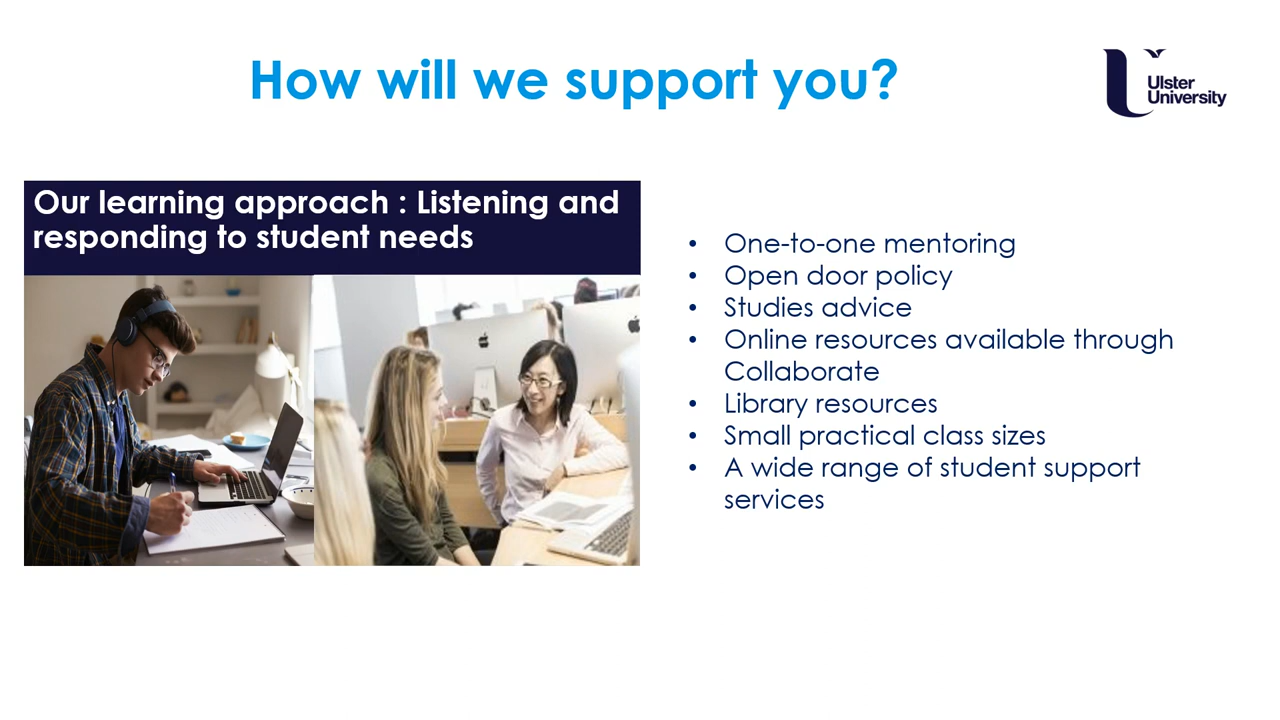 How will we support you?
Ulster
University
Our learning approach : Listening and
responding to student needs
• One-to-one mentoring
• Open door policy
• Studies advice
• Online resources available through
Collaborate
• Library resources
• Small practical class sizes
• A wide range of student support
services